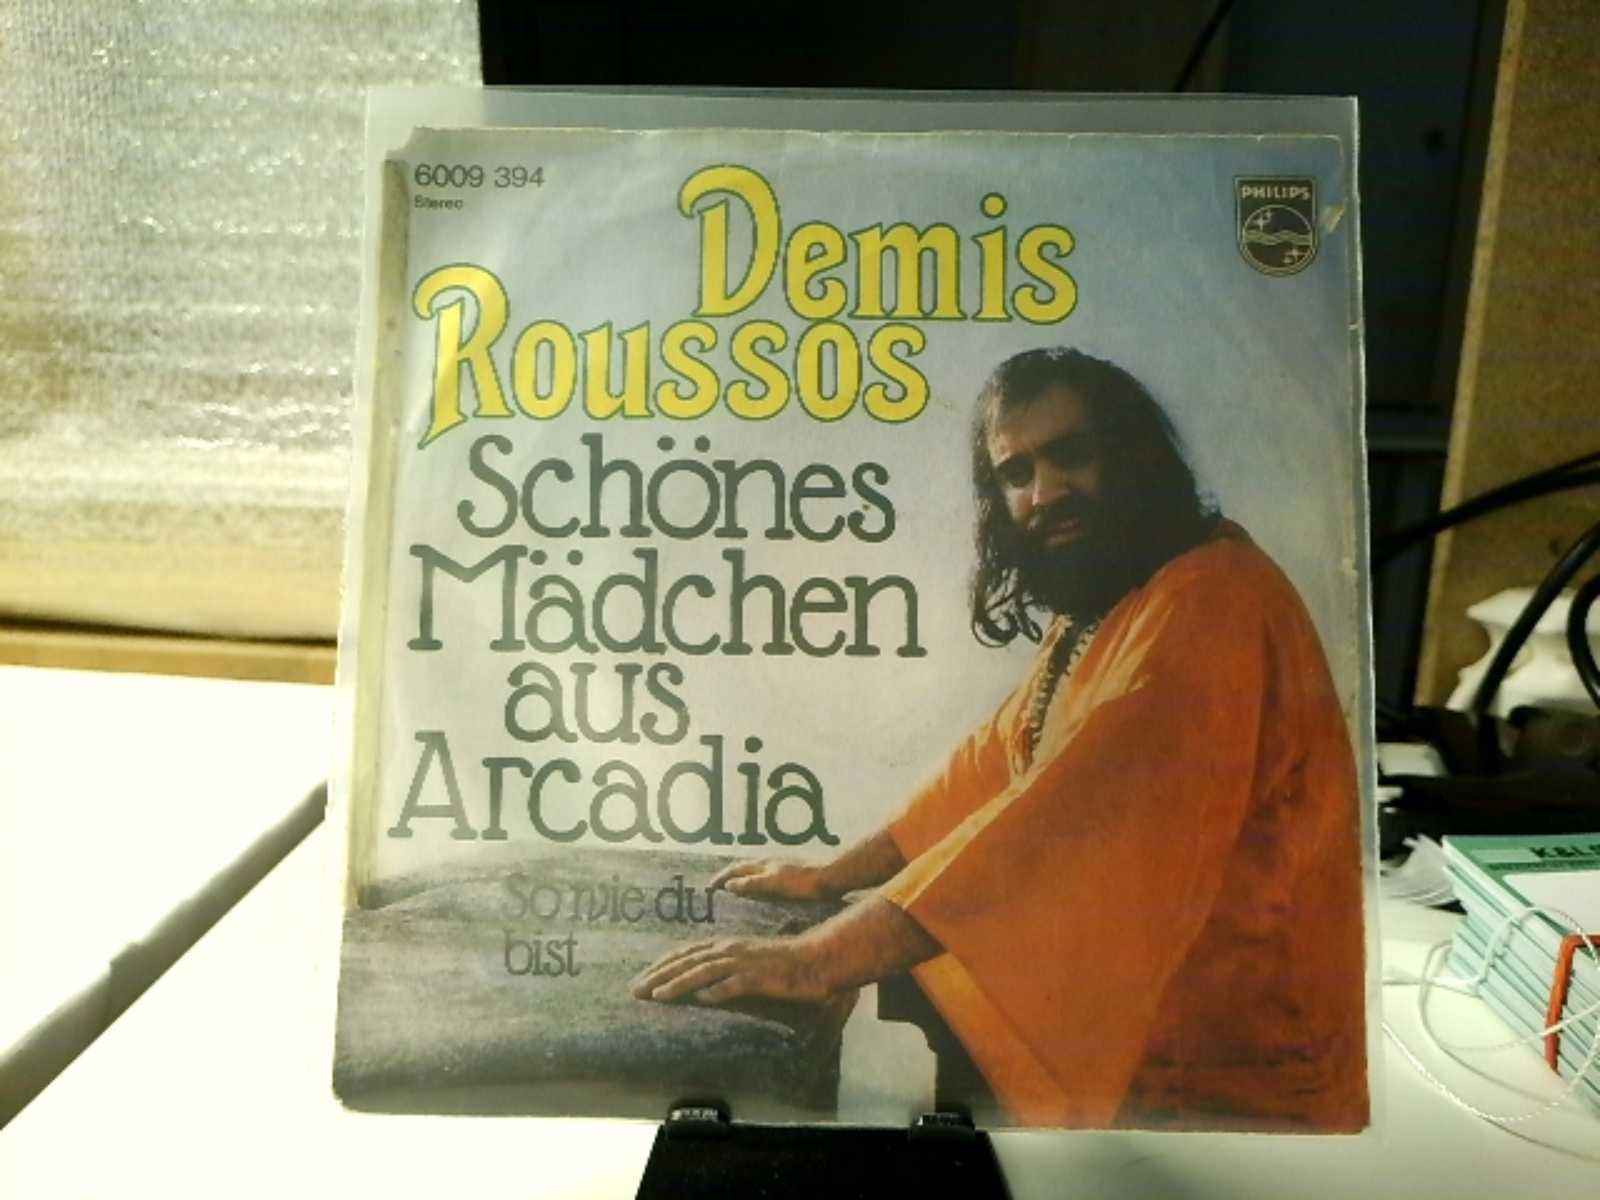 6009 394
Stereo
PHILIPS
Demis
Roussos
Schönes
Mädchen
aus
Arcadia
So wie du
bist